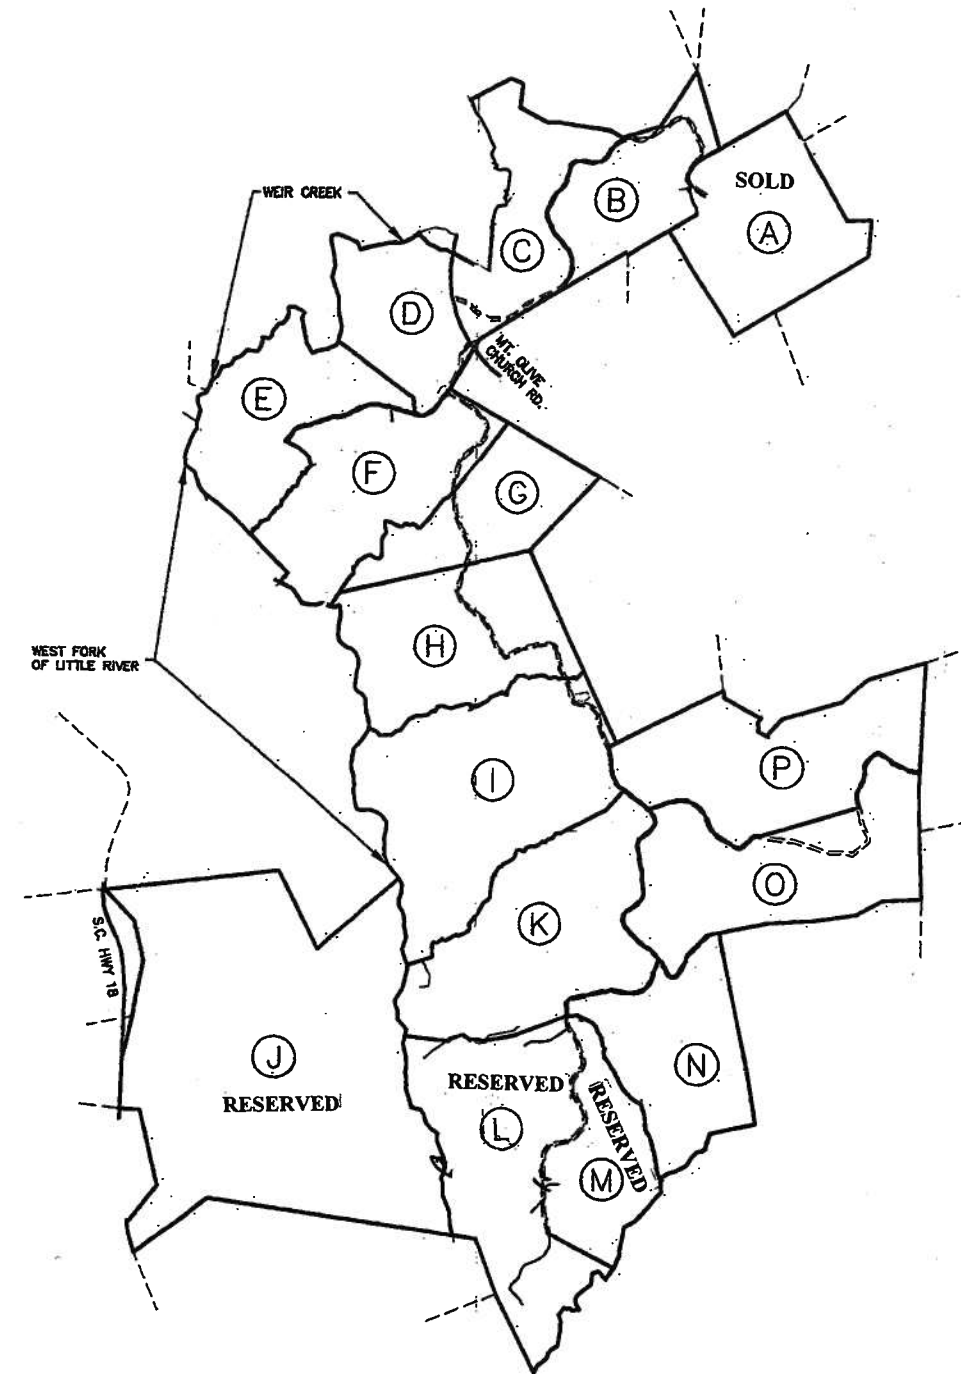 SOLD
A
B
C
WEIR CREEK
D
MT. OLIVE
CHURCH RD.
E
F
G
H
WEST FORK
OF LITTLE RIVER
I
P
O
K
S.C. HWY 18
J
RESERVED
N
RESERVED
L
RESERVED
M